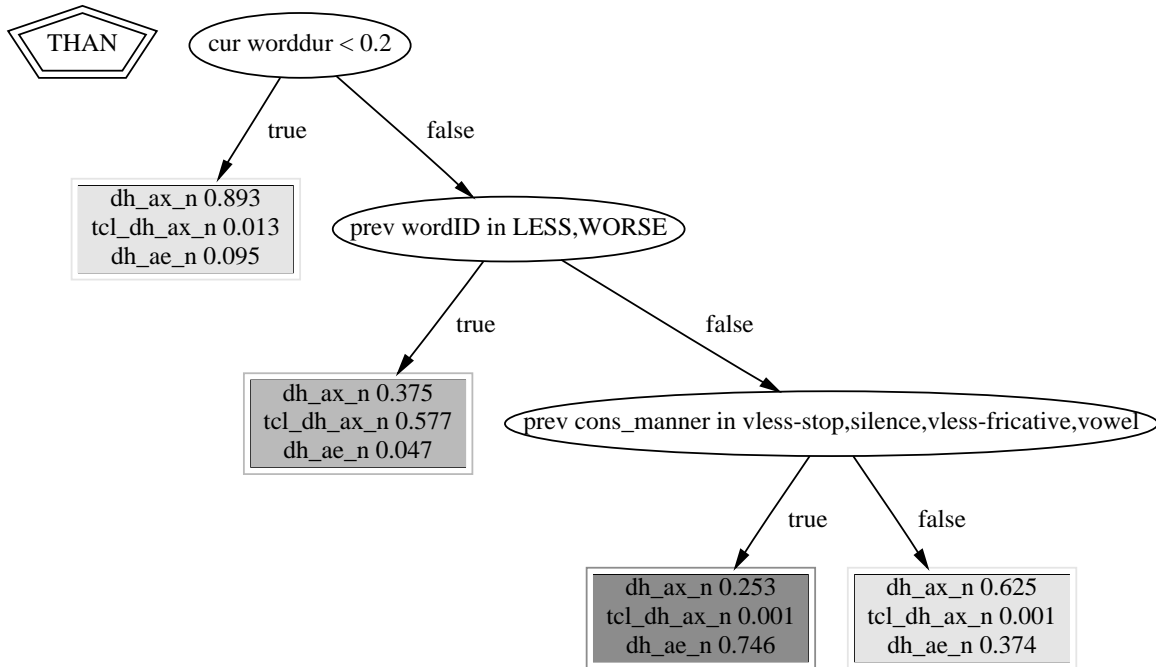 THAN
cur worddur < 0.2
true
false
dh_ax_n 0.893
tcl_dh_ax_n 0.013
dh_ae_n 0.095
prev wordID in LESS,WORSE
true
false
dh_ax_n 0.375
tcl_dh_ax_n 0.577
dh_ae_n 0.047
prev cons_manner in vless-stop,silence,vless-fricative,vowel
true
false
dh_ax_n 0.253
tcl_dh_ax_n 0.001
dh_ae_n 0.746
dh_ax_n 0.625
tcl_dh_ax_n 0.001
dh_ae_n 0.374